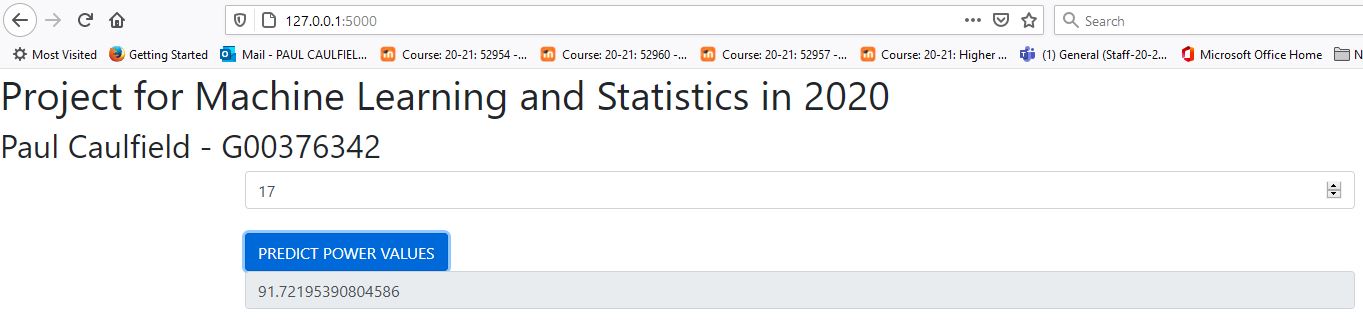 127.0.0.1:5000 Search
Most Visited Getting Started Mail - PAUL CAULFIEL... Course: 20-21: 52954 -... Course: 20-21: 52960 -... Course: 20-21: 52957 -... Course: 20-21: Higher ... (1) General (Staff-20-2... Microsoft Office Home N
Project for Machine Learning and Statistics in 2020
Paul Caulfield - G00376342
17
PREDICT POWER VALUES
91.72195390804586